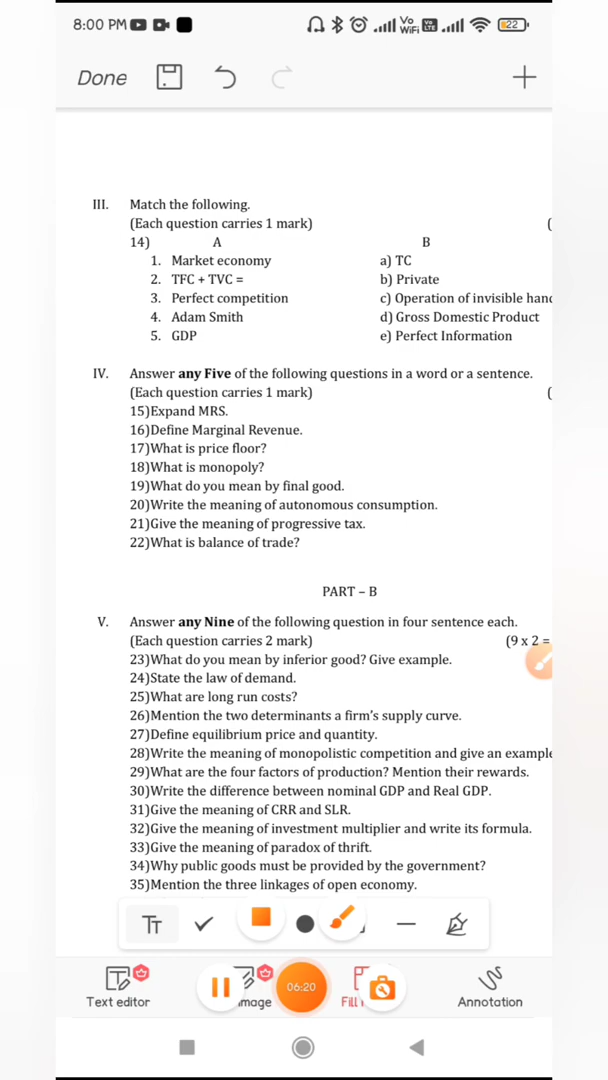 8:00 PM
Vo WiFi Vo LTE 22
Done
III. Match the following.
(Each question carries 1 mark) (
14) A B
1. Market economy a) TC
2. TFC + TVC = b) Private
3. Perfect competition c) Operation of invisible hand
4. Adam Smith d) Gross Domestic Product
5. GDP e) Perfect Information
IV. Answer any Five of the following questions in a word or a sentence.
(Each question carries 1 mark) (
15)Expand MRS.
16)Define Marginal Revenue.
17)What is price floor?
18)What is monopoly?
19)What do you mean by final good.
20)Write the meaning of autonomous consumption.
21)Give the meaning of progressive tax.
22)What is balance of trade?
PART – B
V. Answer any Nine of the following question in four sentence each.
(Each question carries 2 mark) (9 x 2 =
23)What do you mean by inferior good? Give example.
24)State the law of demand.
25)What are long run costs?
26)Mention the two determinants a firm's supply curve.
27)Define equilibrium price and quantity.
28)Write the meaning of monopolistic competition and give an example
29)What are the four factors of production? Mention their rewards.
30)Write the difference between nominal GDP and Real GDP.
31)Give the meaning of CRR and SLR.
32)Give the meaning of investment multiplier and write its formula.
33)Give the meaning of paradox of thrift.
34)Why public goods must be provided by the government?
35)Mention the three linkages of open economy.
TT
06:20
Text editor Image Fill Annotation